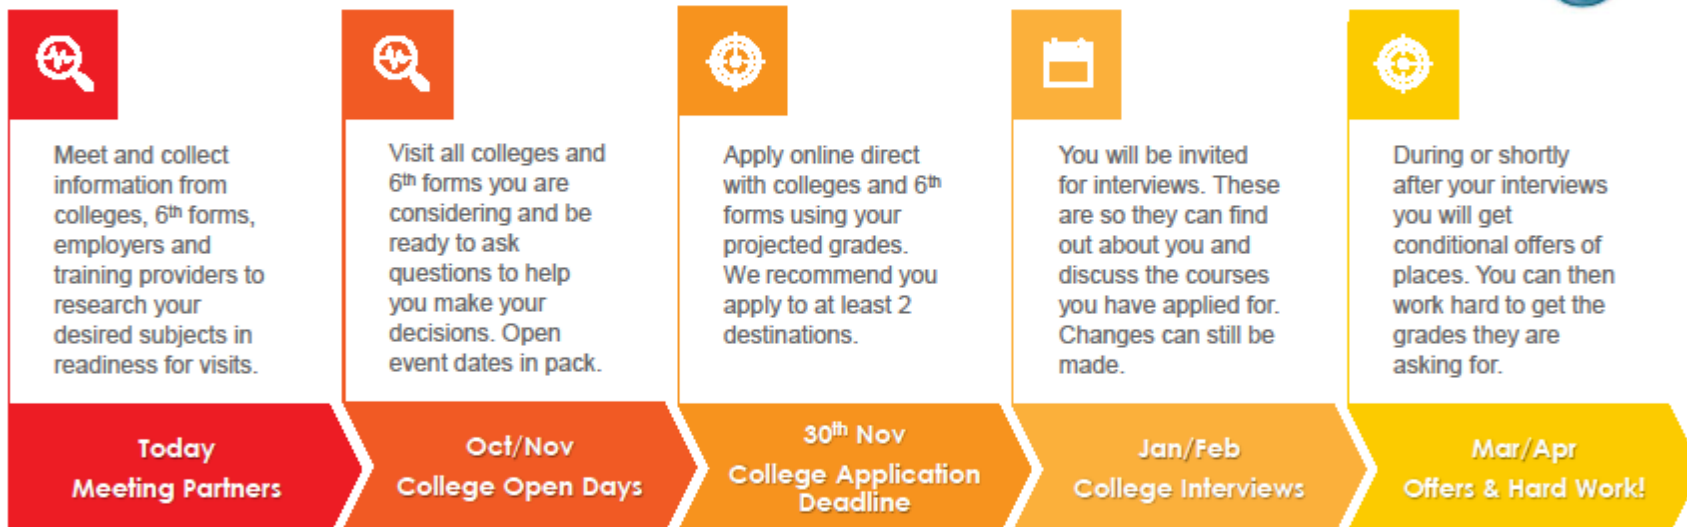 Meet and collect
information from
colleges, 6th forms,
employers and
training providers to
research your
desired subjects in
readiness for visits.
Today
Meeting Partners
Visit all colleges and
6th forms you are
considering and be
ready to ask
questions to help
you make your
decisions. Open
event dates in pack.
Oct/Nov
College Open Days
Apply online direct
with colleges and 6th
forms using your
projected grades.
We recommend you
apply to at least 2
destinations.
30th Nov
College Application
Deadline
You will be invited
for interviews. These
are so they can find
out about you and
discuss the courses
you have applied for.
Changes can still be
made.
Jan/Feb
College Interviews
During or shortly
after your interviews
you will get
conditional offers of
places. You can then
work hard to get the
grades they are
asking for.
Mar/Apr
Offers & Hard Work!